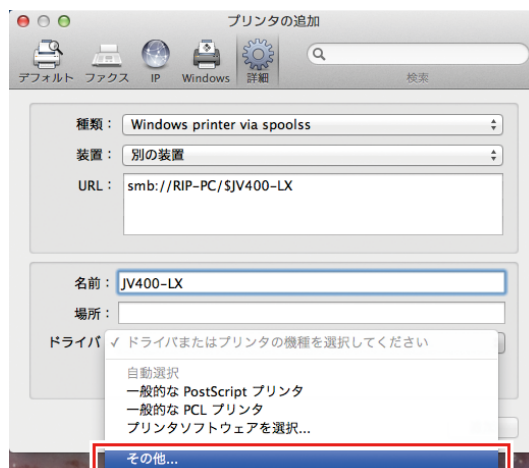 プリンタの追加
デフォルト ファクス IP Windows 詳細 検索
種類： Windows printer via spoolss
装置： 別の装置
URL： smb://RIP-PC/$JV400-LX
名前： JV400-LX
場所：
ドライバ ✓ ドライバまたはプリンタの機種を選択してください
自動選択
一般的な PostScript プリンタ
一般的な PCL プリンタ
プリンタソフトウェアを選択...
その他...